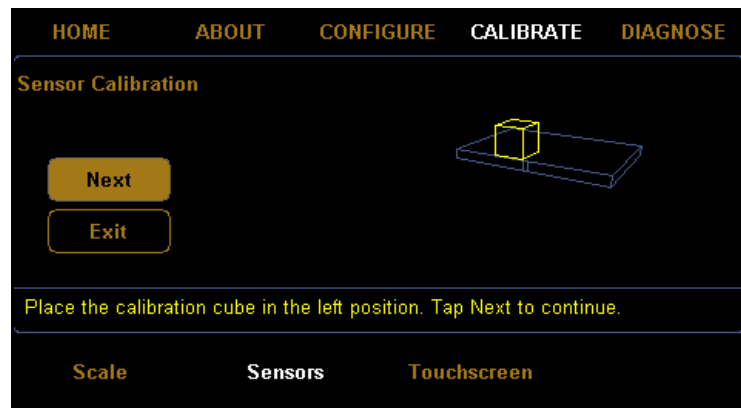 HOME ABOUT CONFIGURE CALIBRATE DIAGNOSE
Sensor Calibration
Next
Exit
Place the calibration cube in the left position. Tap Next to continue.
Scale Sensors Touchscreen